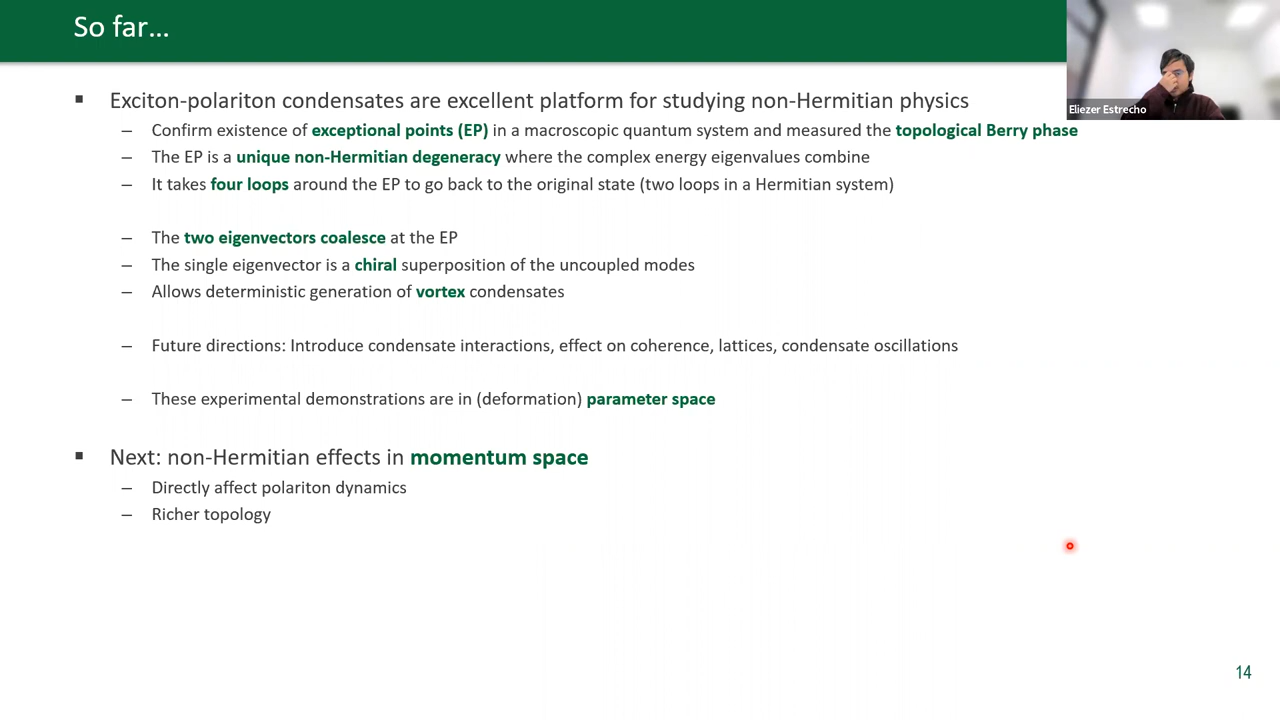 So far…
Eliezer Estrecho
▪ Exciton-polariton condensates are excellent platform for studying non-Hermitian physics
– Confirm existence of exceptional points (EP) in a macroscopic quantum system and measured the topological Berry phase
– The EP is a unique non-Hermitian degeneracy where the complex energy eigenvalues combine
– It takes four loops around the EP to go back to the original state (two loops in a Hermitian system)
– The two eigenvectors coalesce at the EP
– The single eigenvector is a chiral superposition of the uncoupled modes
– Allows deterministic generation of vortex condensates
– Future directions: Introduce condensate interactions, effect on coherence, lattices, condensate oscillations
– These experimental demonstrations are in (deformation) parameter space
▪ Next: non-Hermitian effects in momentum space
– Directly affect polariton dynamics
– Richer topology
14